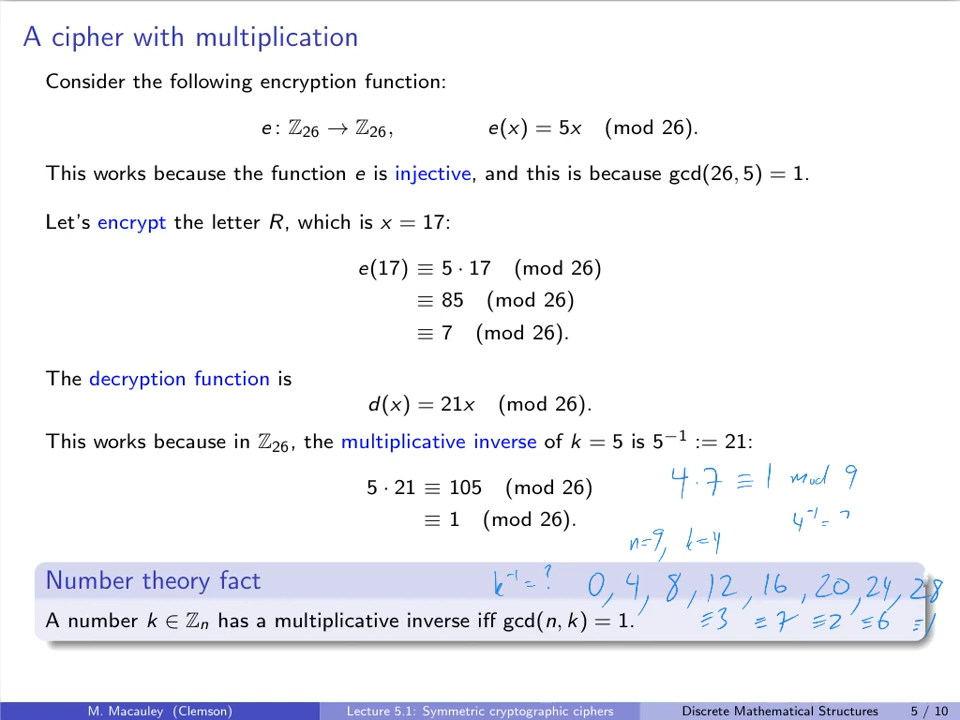 A cipher with multiplication
Consider the following encryption function:
e: ℤ₂₆ → ℤ₂₆, e(x) = 5x (mod 26).
This works because the function e is injective, and this is because gcd(26, 5) = 1.
Let's encrypt the letter R, which is x = 17:
e(17) ≡ 5 · 17 (mod 26)
≡ 85 (mod 26)
≡ 7 (mod 26).
The decryption function is
d(x) = 21x (mod 26).
This works because in ℤ₂₆, the multiplicative inverse of k = 5 is 5⁻¹ := 21:
4 · 7 ≡ 1 mod 9
5 · 21 ≡ 105 (mod 26)
≡ 1 (mod 26).
4⁻¹ =
n=9, k=4
Number theory fact
k⁻¹ = ? 0, 4, 8, 12, 16, 20, 24, 28
A number k ∈ ℤₙ has a multiplicative inverse iff gcd(n, k) = 1.
≡3 ≡7 ≡2 ≡6 ≡1
M. Macauley (Clemson) Lecture 5.1: Symmetric cryptographic ciphers Discrete Mathematical Structures 5 / 10